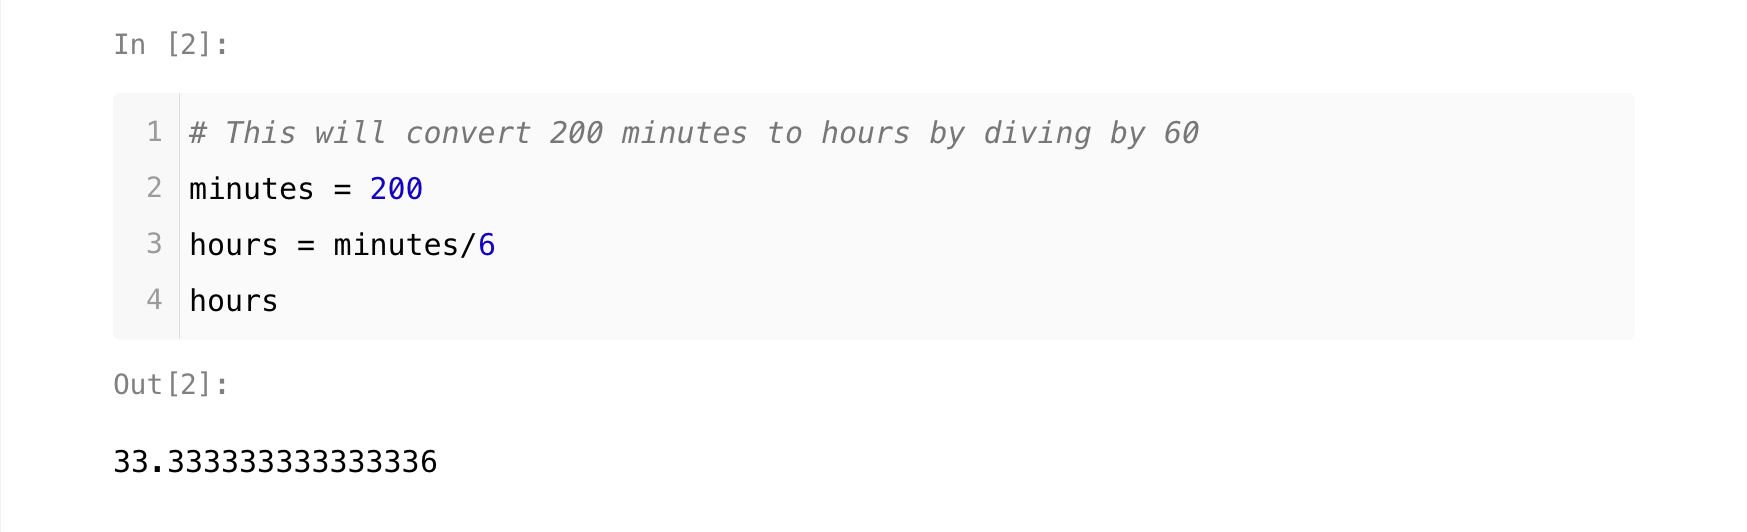 In [2]:
1 # This will convert 200 minutes to hours by diving by 60
2 minutes = 200
3 hours = minutes/6
4 hours
Out[2]:
33.333333333333336